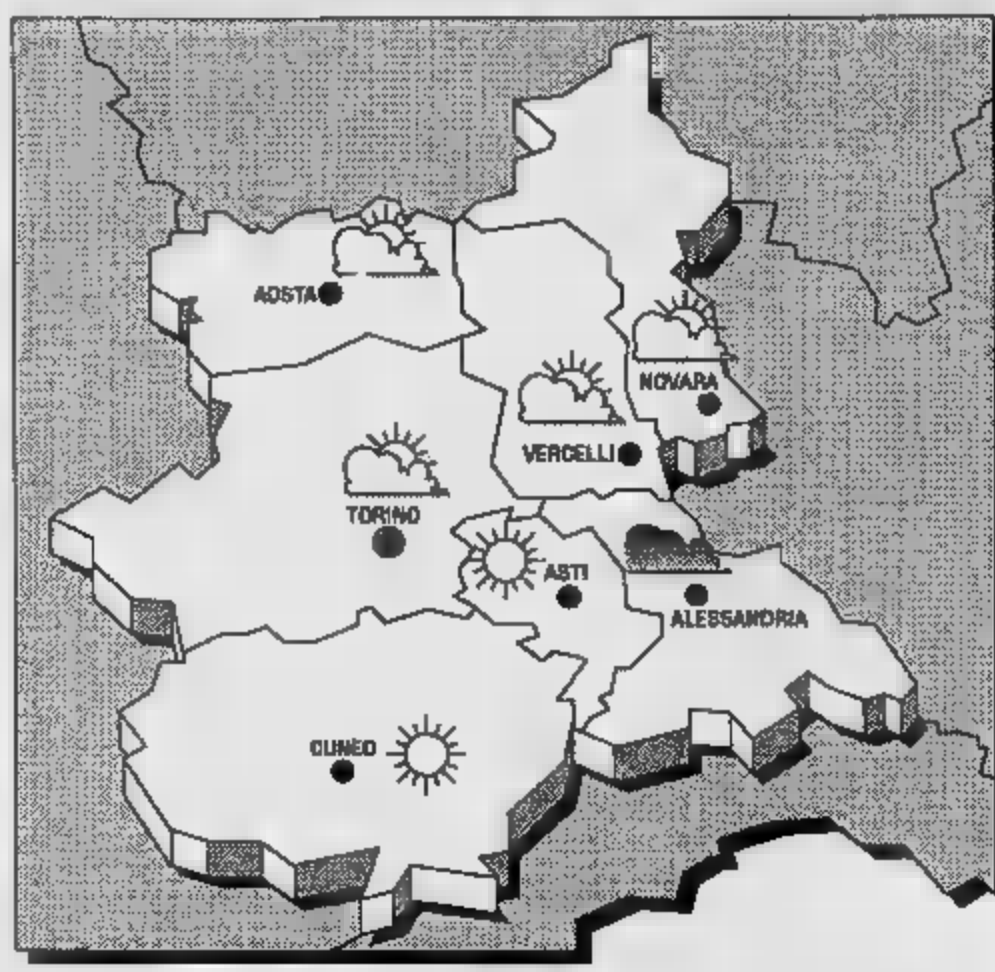 AOSTA
NOVARA
VERCELLI
TORINO
ASTI
ALESSANDRIA
CUNEO